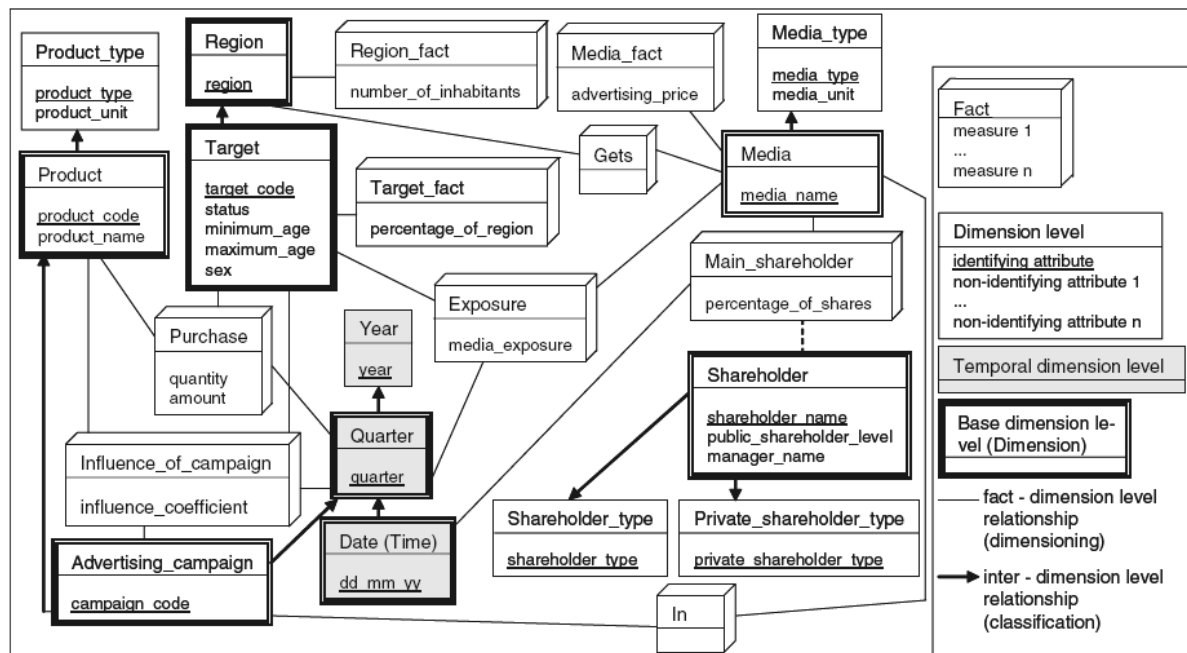 Product_type
product_type
product_unit
Region
region
Region_fact
number_of_inhabitants
Media_fact
advertising_price
Media_type
media_type
media_unit
Product
product_code
product_name
Target
target_code
status
minimum_age
maximum_age
sex
Target_fact
percentage_of_region
Gets
Media
media_name
Main_shareholder
percentage_of_shares
Purchase
quantity
amount
Year
year
Exposure
media_exposure
Shareholder
shareholder_name
public_shareholder_level
manager_name
Influence_of_campaign
influence_coefficient
Quarter
quarter
Shareholder_type
shareholder_type
Private_shareholder_type
private_shareholder_type
Advertising_campaign
campaign_code
Date (Time)
dd_mm_yy
In
Fact
measure 1
...
measure n
Dimension level
identifying attribute
non-identifying attribute 1
...
non-identifying attribute n
Temporal dimension level
Base dimension le-
vel (Dimension)
fact - dimension level
relationship
(dimensioning)
inter - dimension level
relationship
(classification)